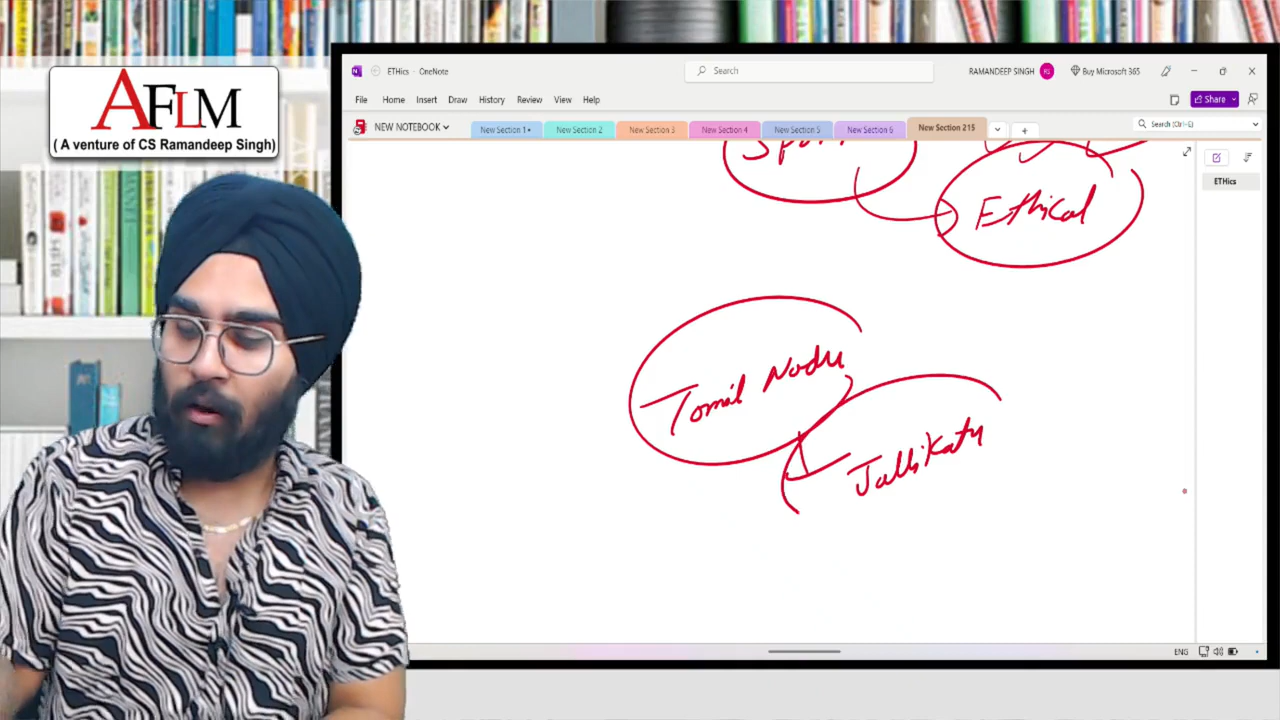 AFLM
( A venture of CS Ramandeep Singh)
ETHics - OneNote
Search
RAMANDEEP SINGH
RS
Buy Microsoft 365
File Home Insert Draw History Review View Help
Share
NEW NOTEBOOK
New Section 1
New Section 2
New Section 3
New Section 4
New Section 5
New Section 6
New Section 215
+
Search (Ctrl+E)
ETHics
Ethical
Tamil Nadu
Jallikatu
ENG